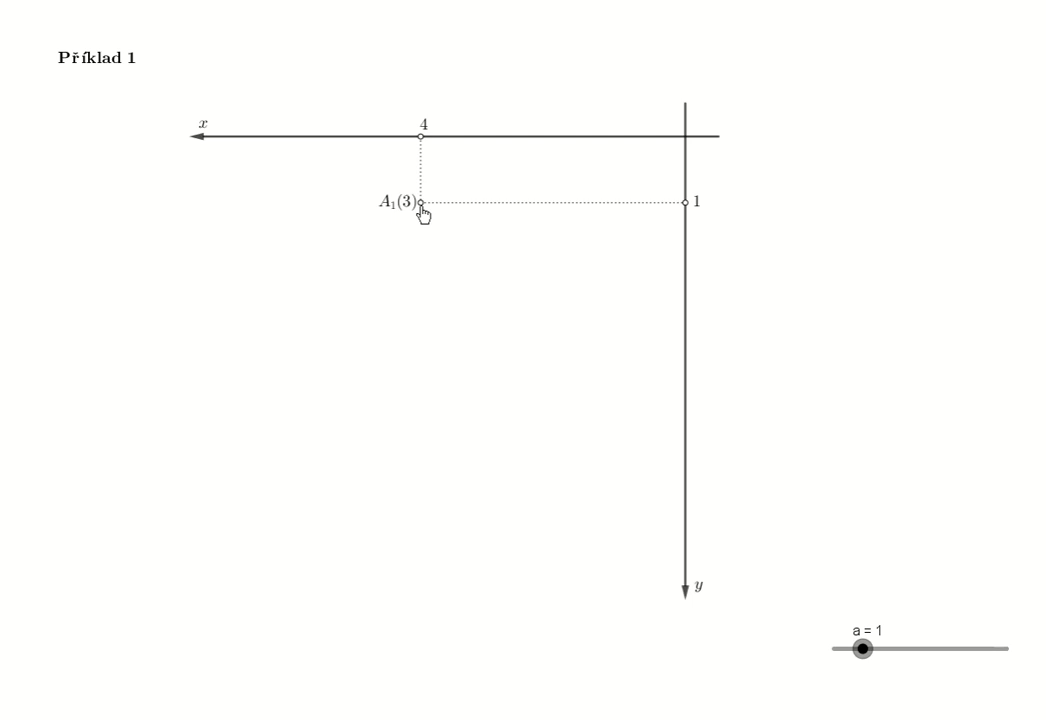 Příklad 1
x
4
A₁(3)
1
y
a = 1